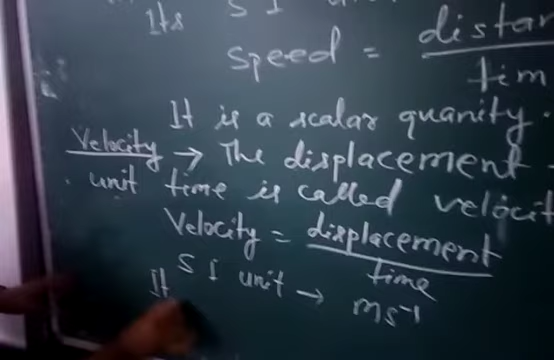 Its S I
speed = distan
tim
It is a scalar quanity.
Velocity → The displacement
unit time is called velocit
Velocity = displacement
time
S I unit → ms⁻¹
It